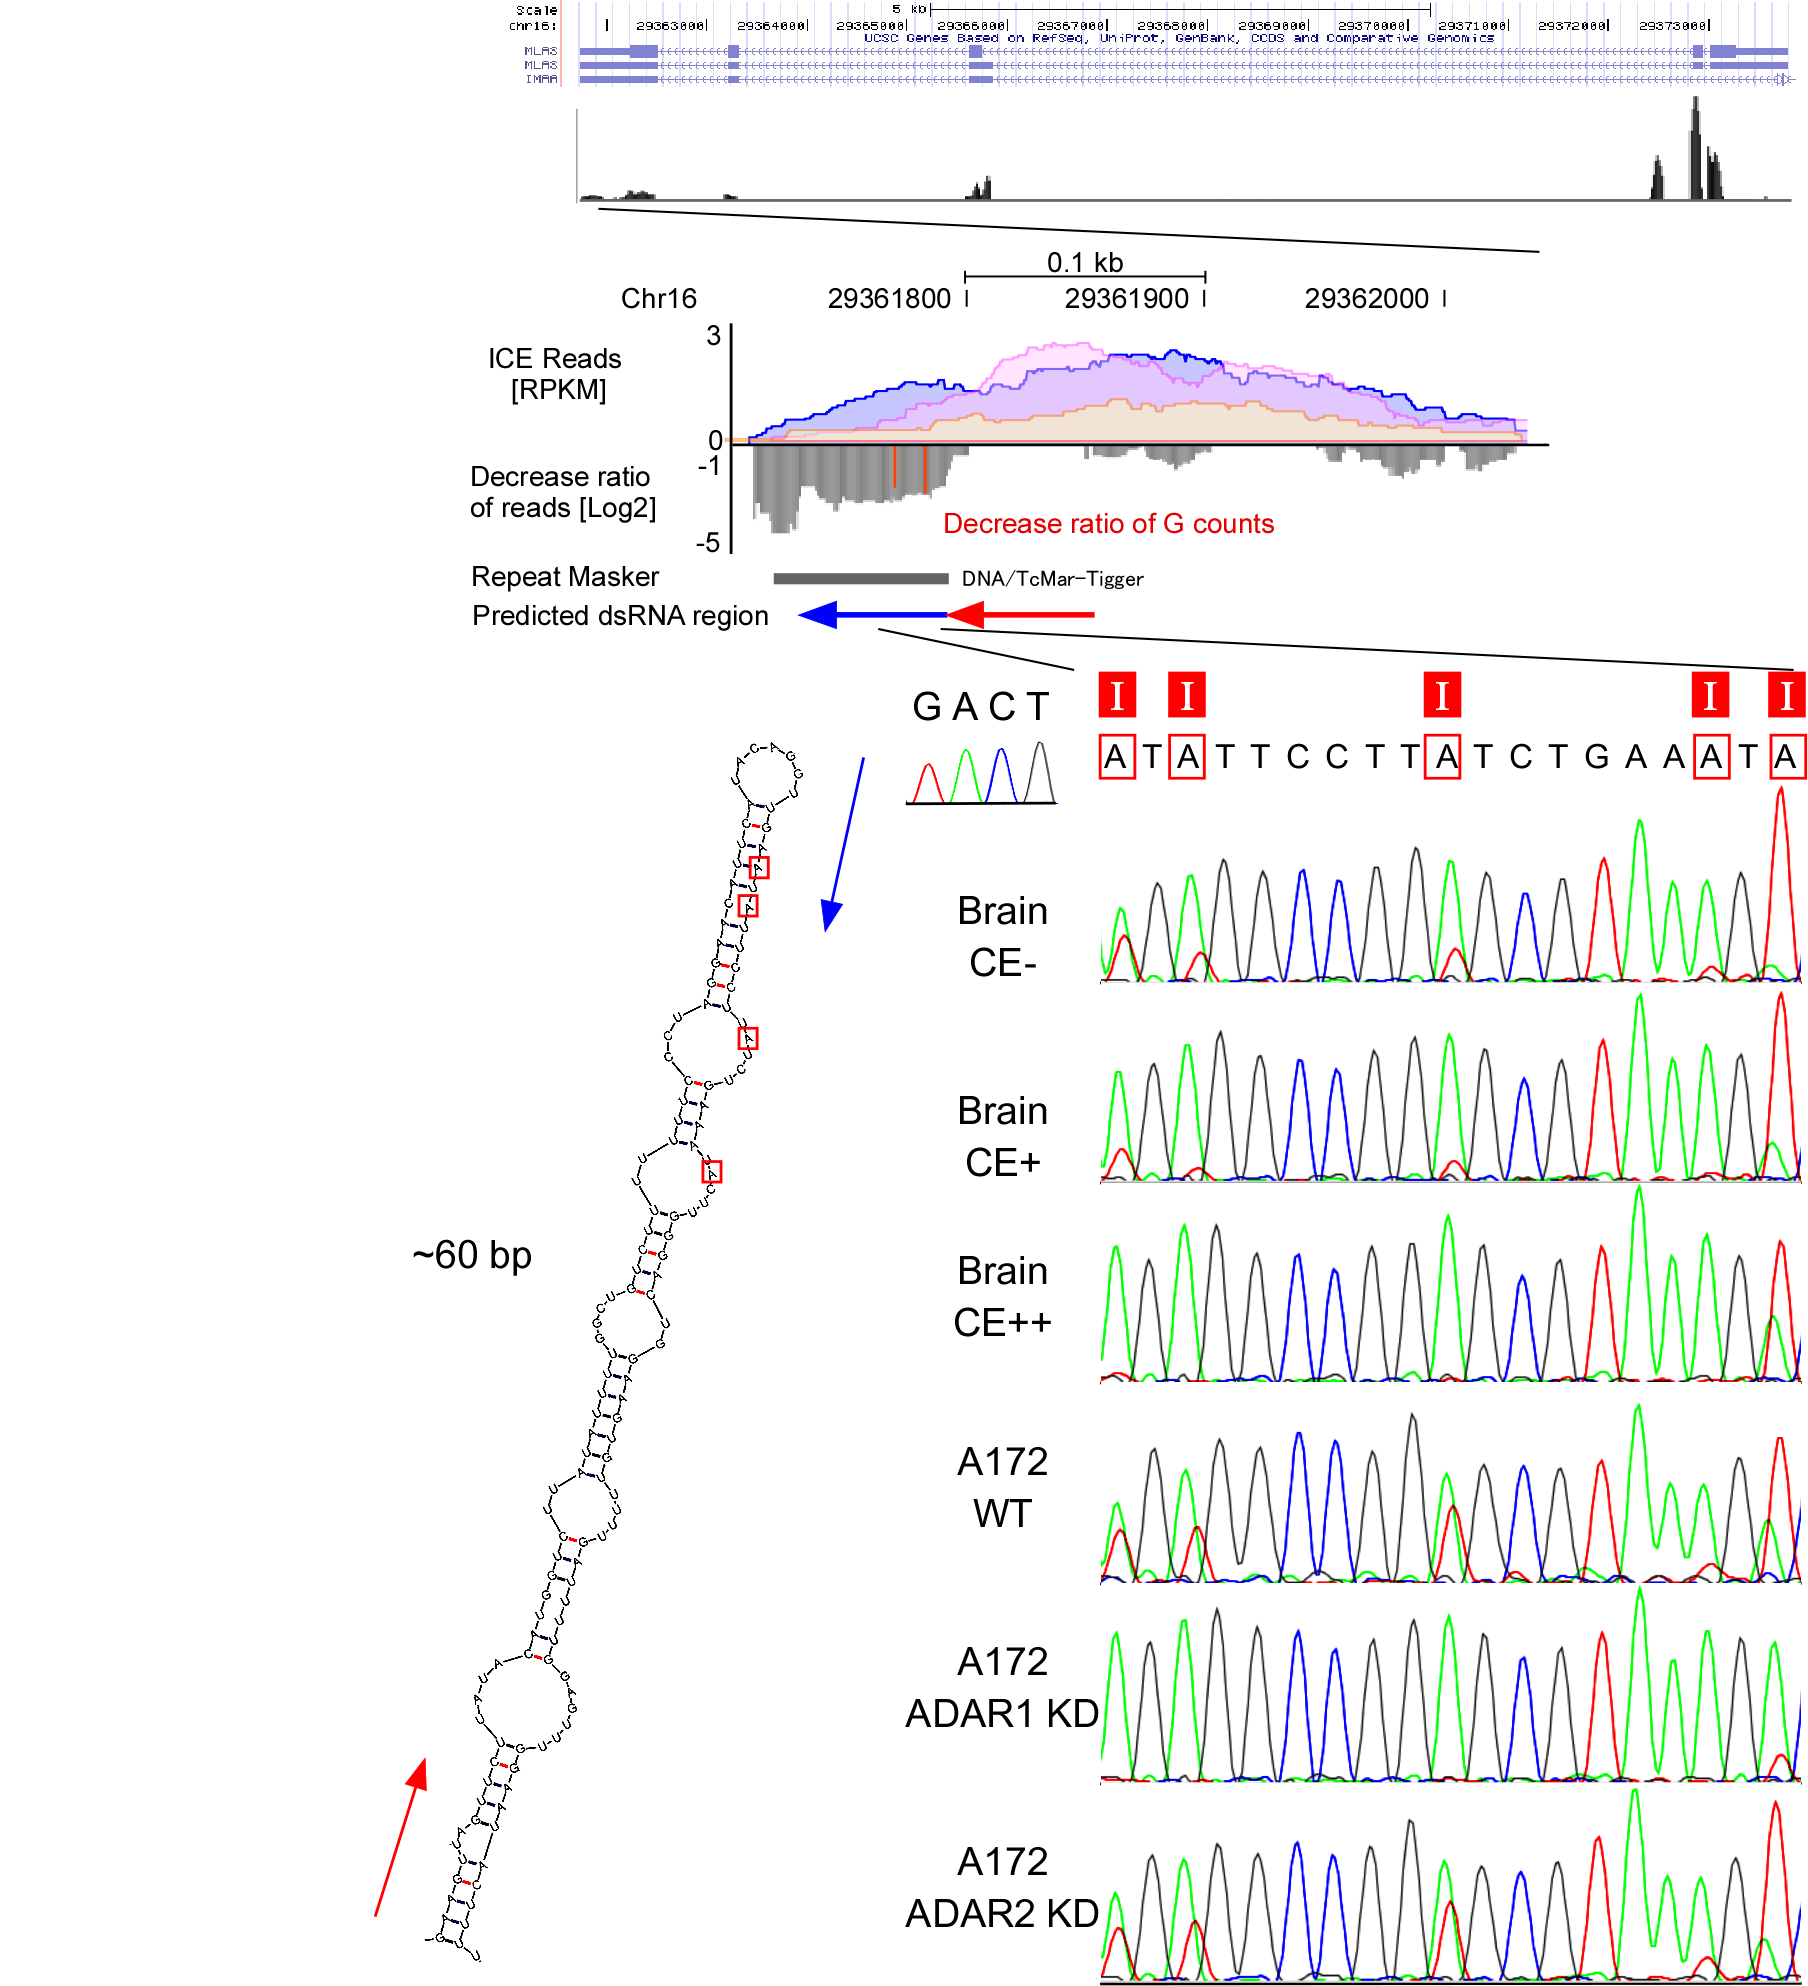 Scale 5 kb
chr16: 29363000 29364000 29365000 29366000 29367000 29368000 29369000 29370000 29371000 29372000 29373000
UCSC Genes Based on RefSeq, UniProt, GenBank, CCDS and Comparative Genomics
MLAS
MLAS
IMAA
0.1 kb
Chr16 29361800 29361900 29362000
3
ICE Reads
[RPKM]
0
-1
Decrease ratio
of reads [Log2]
Decrease ratio of G counts
-5
Repeat Masker DNA/TcMar-Tigger
Predicted dsRNA region
I I I I I
G A C T
A T A T T C C T T A T C T G A A A T A
Brain
CE-
Brain
CE+
~60 bp
Brain
CE++
A172
WT
A172
ADAR1 KD
A172
ADAR2 KD